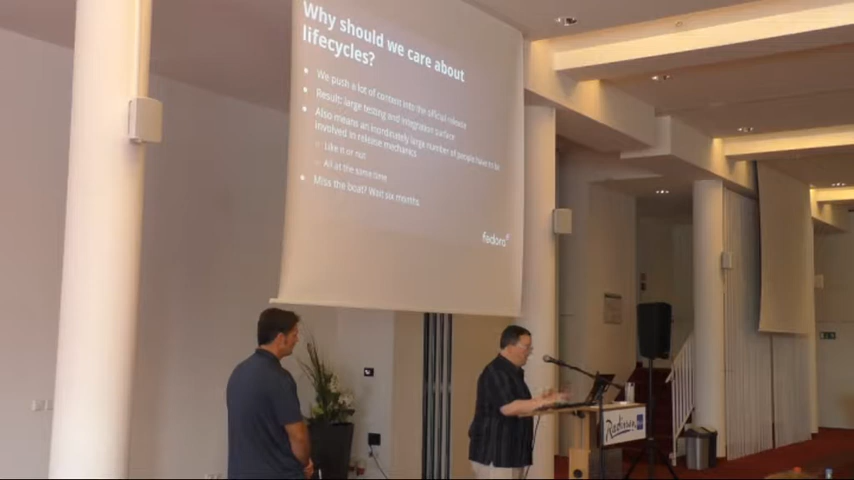 Why should we care about
lifecycles?
We push a lot of content into the official release
Result: large testing and integration surface
Also means an inordinately large number of people have to be
involved in release mechanics
Like it or not
All at the same time
Miss the boat? Wait six months
fedora
Radisson